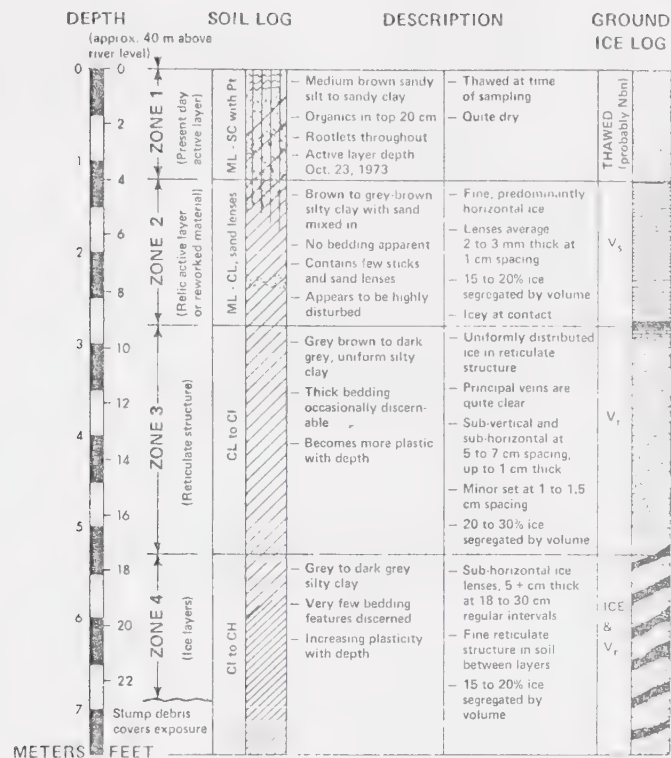 DEPTH
(approx. 40 m above
river level)
SOIL LOG
DESCRIPTION
GROUND
ICE LOG
0
1
2
3
4
5
6
7
METERS
0
2
4
6
8
10
12
14
16
18
20
22
FEET
ZONE 1
(Present day
active layer)
ML - SC with Pt
– Medium brown sandy
silt to sandy clay
– Organics in top 20 cm
– Rootlets throughout
– Active layer depth
Oct. 23, 1973
– Thawed at time
of sampling
– Quite dry
THAWED
(probably Nbn)
ZONE 2
(Relic active layer
or reworked material)
ML - CL, sand lenses
– Brown to grey-brown
silty clay with sand
mixed in
– No bedding apparent
– Contains few sticks
and sand lenses
– Appears to be highly
disturbed
– Fine, predominantly
horizontal ice
– Lenses average
2 to 3 mm thick at
1 cm spacing
– 15 to 20% ice
segregated by volume
– Icey at contact
Vs
ZONE 3
(Reticulate structure)
CL to CI
– Grey brown to dark
grey, uniform silty
clay
– Thick bedding
occasionally discern-
able
– Becomes more plastic
with depth
– Uniformly distributed
ice in reticulate
structure
– Principal veins are
quite clear
– Sub-vertical and
sub-horizontal at
5 to 7 cm spacing,
up to 1 cm thick
– Minor set at 1 to 1.5
cm spacing
– 20 to 30% ice
segregated by volume
Vr
ZONE 4
(Ice layers)
CI to CH
– Grey to dark grey
silty clay
– Very few bedding
features discerned
– Increasing plasticity
with depth
– Sub-horizontal ice
lenses, 5 + cm thick
at 18 to 30 cm
regular intervals
– Fine reticulate
structure in soil
between layers
– 15 to 20% ice
segregated by
volume
ICE
&
Vr
Stump debris
covers exposure